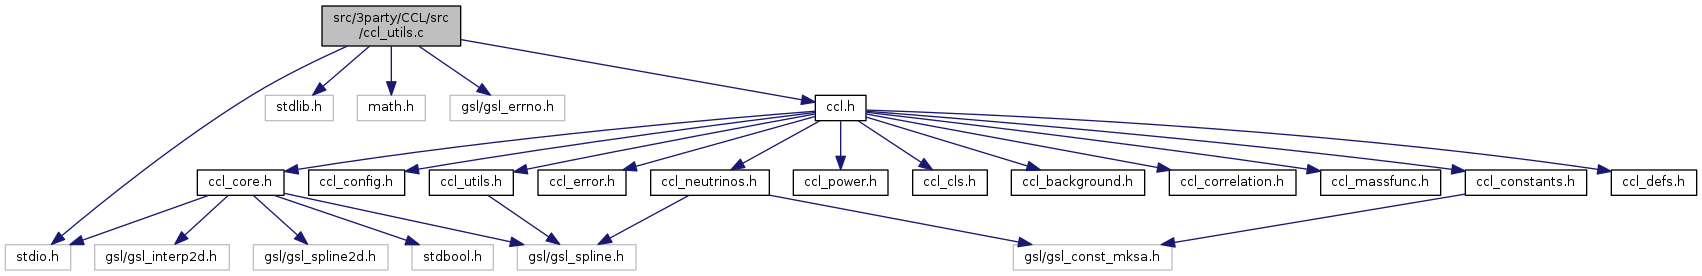 src/3party/CCL/src
/ccl_utils.c
stdlib.h
math.h
gsl/gsl_errno.h
ccl.h
ccl_core.h
ccl_config.h
ccl_utils.h
ccl_error.h
ccl_neutrinos.h
ccl_power.h
ccl_cls.h
ccl_background.h
ccl_correlation.h
ccl_massfunc.h
ccl_constants.h
ccl_defs.h
stdio.h
gsl/gsl_interp2d.h
gsl/gsl_spline2d.h
stdbool.h
gsl/gsl_spline.h
gsl/gsl_const_mksa.h